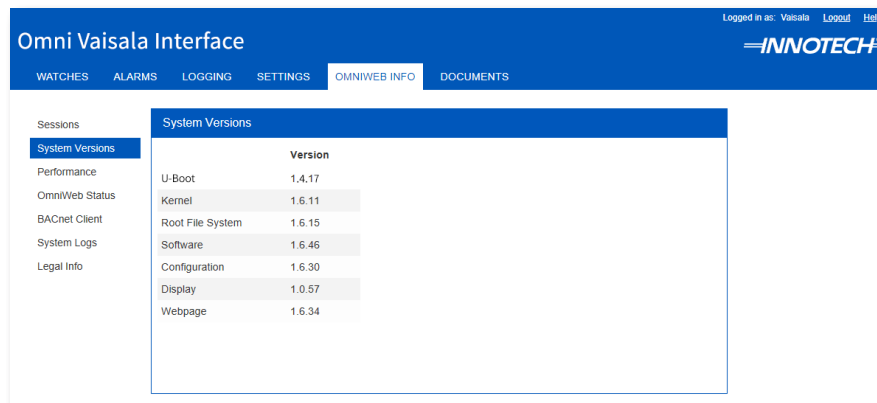 Logged in as: Vaisala Logout Hel
Omni Vaisala Interface
INNOTECH
WATCHES ALARMS LOGGING SETTINGS OMNIWEB INFO DOCUMENTS
Sessions
System Versions
Performance
OmniWeb Status
BACnet Client
System Logs
Legal Info
System Versions
Version
U-Boot 1.4.17
Kernel 1.6.11
Root File System 1.6.15
Software 1.6.46
Configuration 1.6.30
Display 1.0.57
Webpage 1.6.34